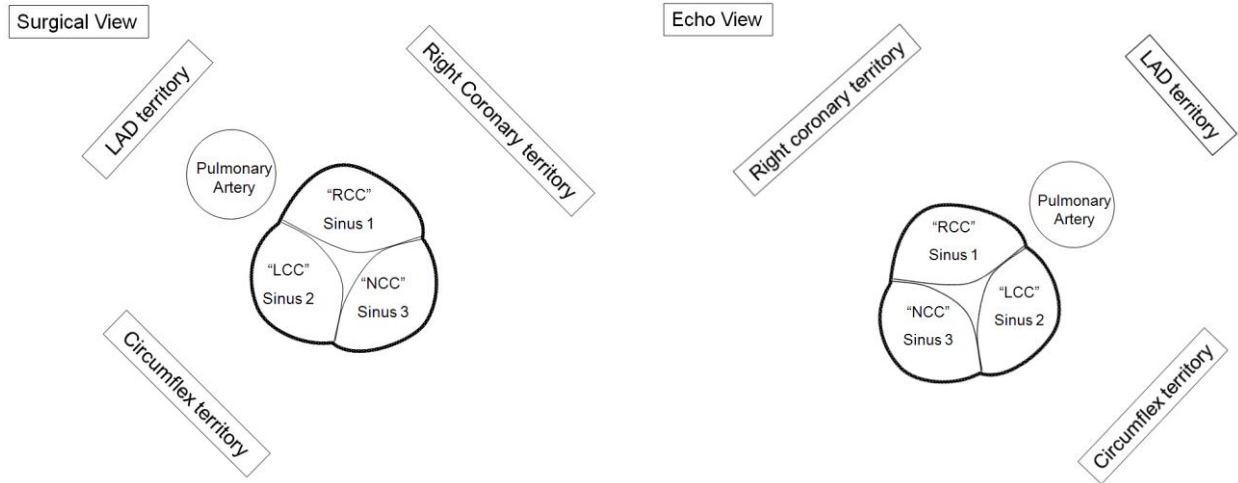 Surgical View
LAD territory
Right Coronary territory
Pulmonary
Artery
“RCC”
Sinus 1
“LCC”
Sinus 2
“NCC”
Sinus 3
Circumflex territory
Echo View
Right coronary territory
LAD territory
Pulmonary
Artery
“RCC”
Sinus 1
“LCC”
Sinus 2
“NCC”
Sinus 3
Circumflex territory